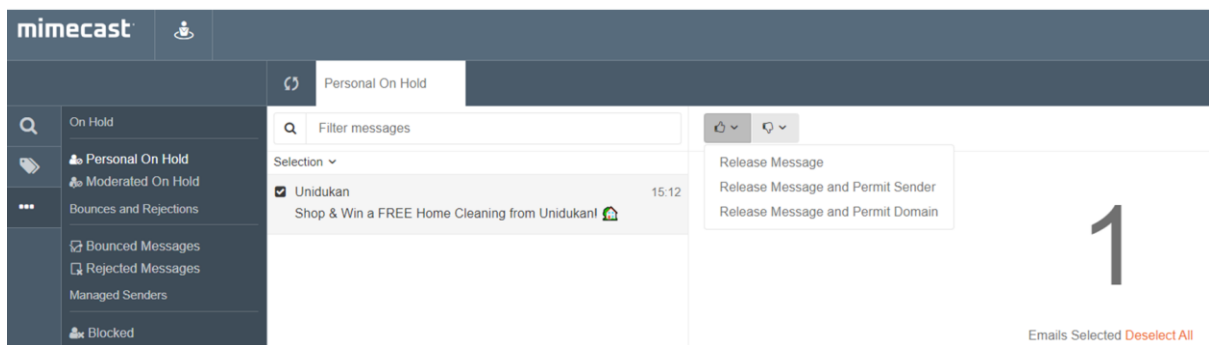 mimecast
Personal On Hold
On Hold
Personal On Hold
Moderated On Hold
Bounces and Rejections
Bounced Messages
Rejected Messages
Managed Senders
Blocked
Filter messages
Selection
Unidukan 15:12
Shop & Win a FREE Home Cleaning from Unidukan!
Release Message
Release Message and Permit Sender
Release Message and Permit Domain
1
Emails Selected Deselect All